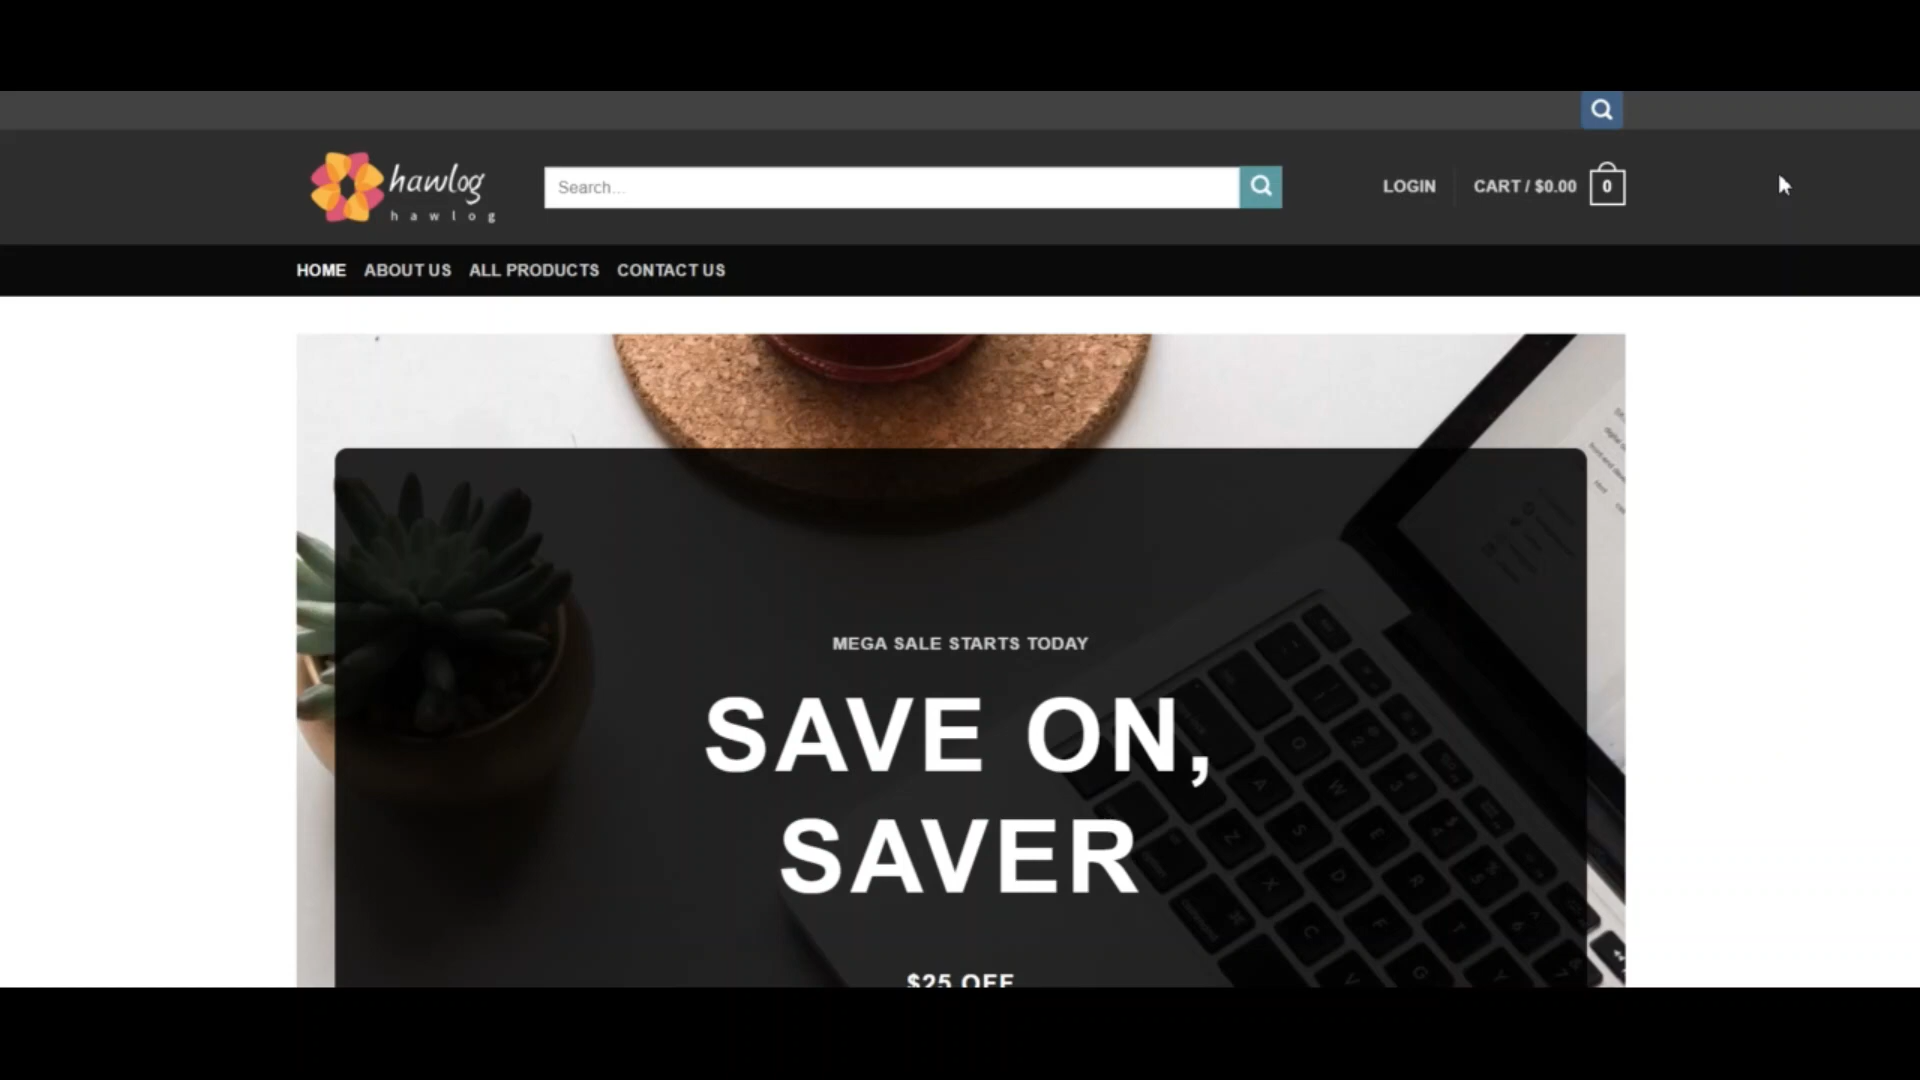 hawlog
hawlog
Search...
LOGIN
CART / $0.00
0
HOME
ABOUT US
ALL PRODUCTS
CONTACT US
MEGA SALE STARTS TODAY
SAVE ON,
SAVER
$25 OFF